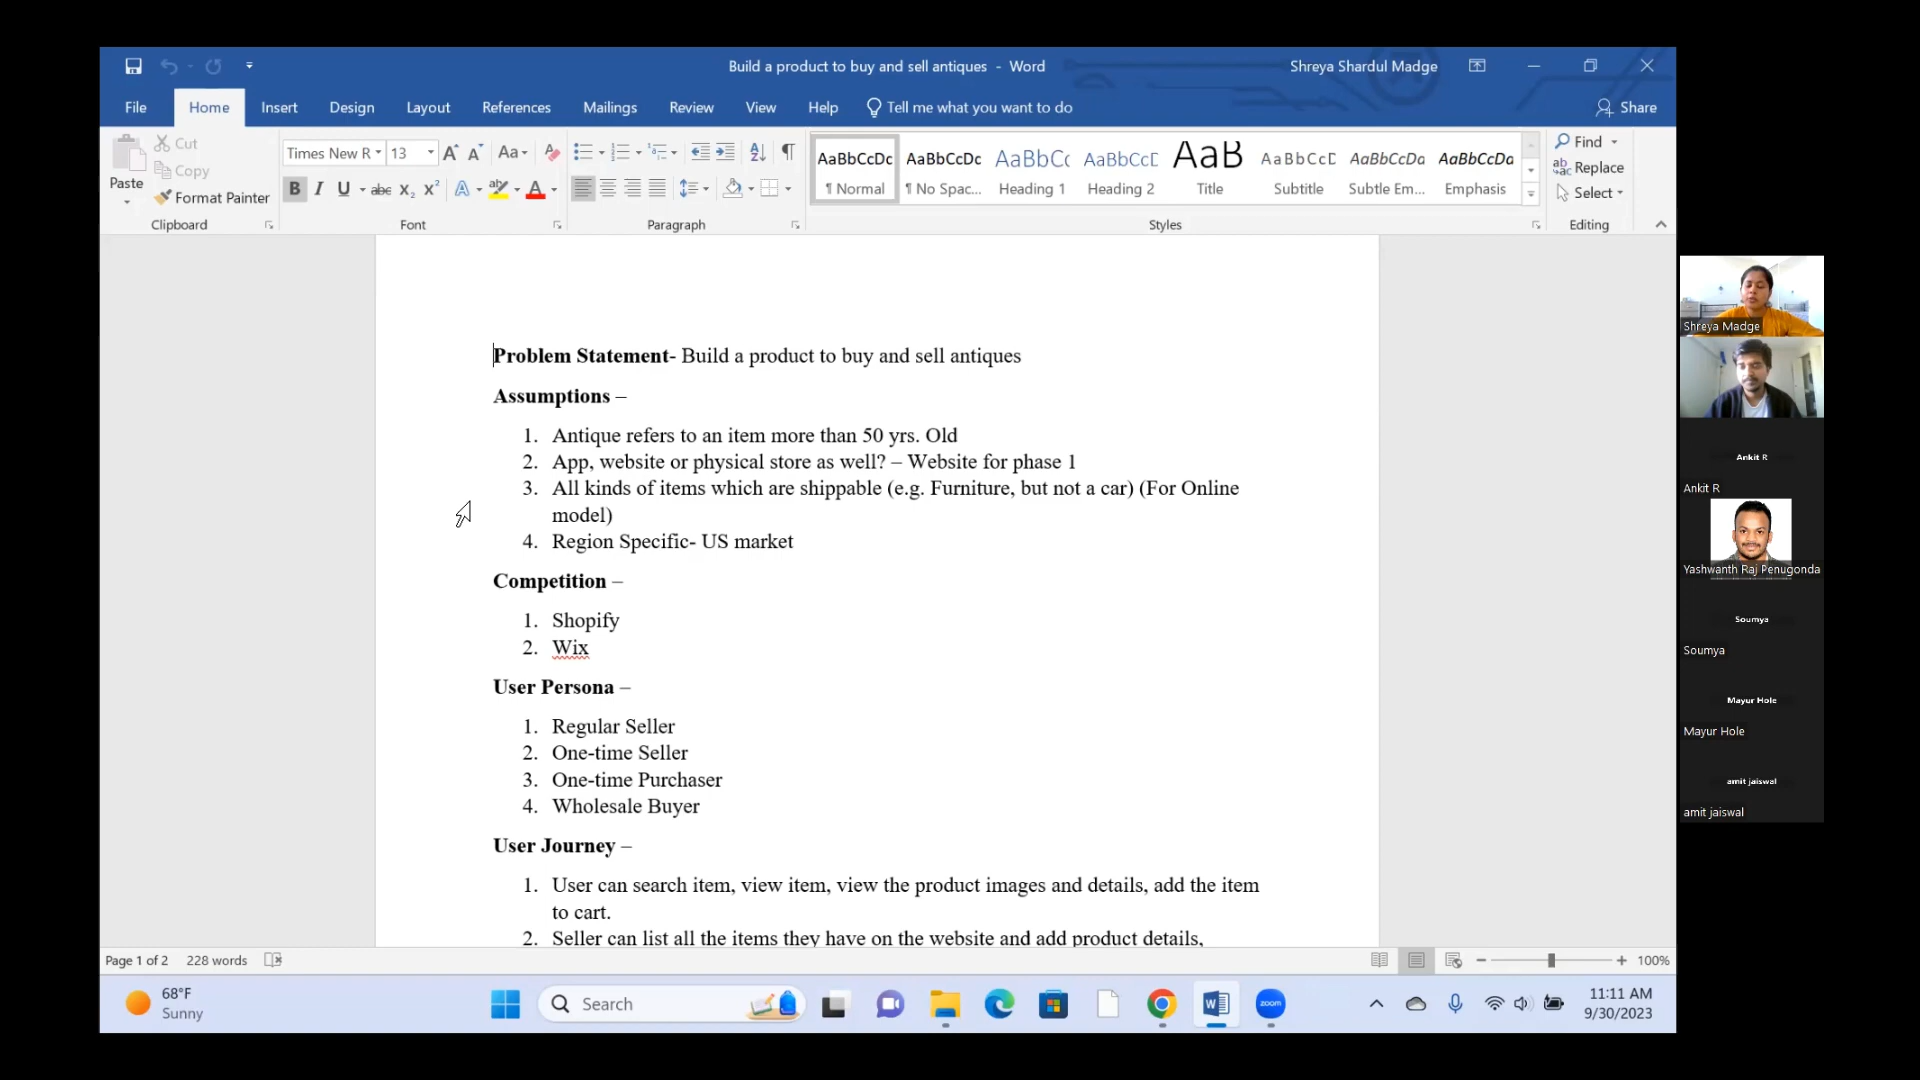 Build a product to buy and sell antiques - Word
Shreya Shardul Madge
File Home Insert Design Layout References Mailings Review View Help Tell me what you want to do Share
Paste
Cut
Copy
Format Painter
Clipboard
Times New R 13
Aa
B I U abc X₂ X² A A
Font
Paragraph
AaBbCcDc AaBbCcDc AaBbCc AaBbCcE AaB AaBbCcD AaBbCcDa AaBbCcDa
¶ Normal ¶ No Spac... Heading 1 Heading 2 Title Subtitle Subtle Em... Emphasis
Styles
Find
Replace
Select
Editing
Problem Statement- Build a product to buy and sell antiques
Assumptions –
1. Antique refers to an item more than 50 yrs. Old
2. App, website or physical store as well? – Website for phase 1
3. All kinds of items which are shippable (e.g. Furniture, but not a car) (For Online
model)
4. Region Specific- US market
Competition –
1. Shopify
2. Wix
User Persona –
1. Regular Seller
2. One-time Seller
3. One-time Purchaser
4. Wholesale Buyer
User Journey –
1. User can search item, view item, view the product images and details, add the item
to cart.
2. Seller can list all the items they have on the website and add product details,
Page 1 of 2 228 words
100%
68°F
Sunny
Search
zoom
11:11 AM
9/30/2023
Shreya Madge
Ankit R
Ankit R
Yashwanth Raj Penugonda
Soumya
Soumya
Mayur Hole
Mayur Hole
amit jaiswal
amit jaiswal